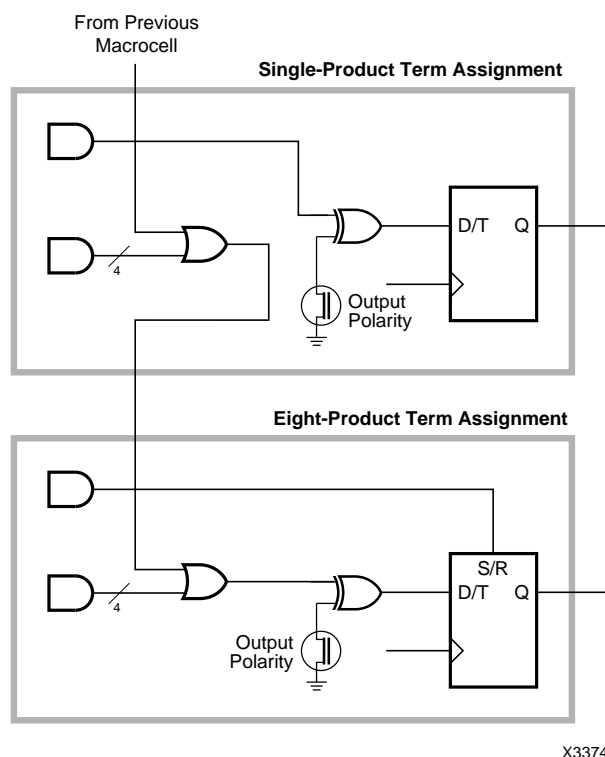 From Previous
Macrocell
Single-Product Term Assignment
D/T Q
4
Output
Polarity
Eight-Product Term Assignment
S/R
D/T Q
4
Output
Polarity
X3374